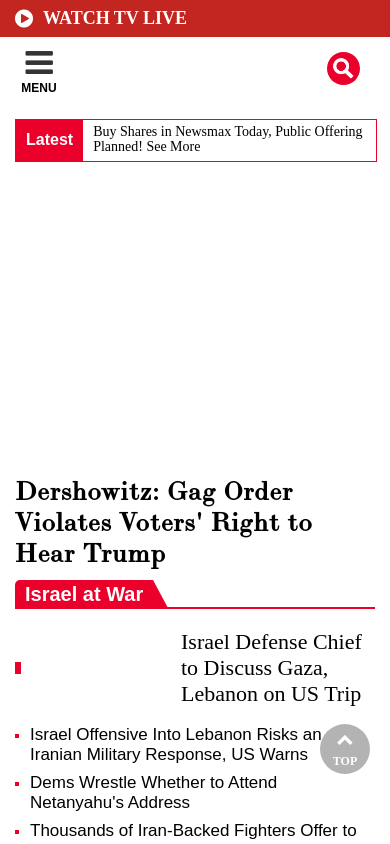 WATCH TV LIVE
MENU
Latest
Buy Shares in Newsmax Today, Public Offering
Planned! See More
Dershowitz: Gag Order
Violates Voters' Right to
Hear Trump
Israel at War
Israel Defense Chief
to Discuss Gaza,
Lebanon on US Trip
Israel Offensive Into Lebanon Risks an
Iranian Military Response, US Warns
TOP
Dems Wrestle Whether to Attend
Netanyahu's Address
Thousands of Iran-Backed Fighters Offer to